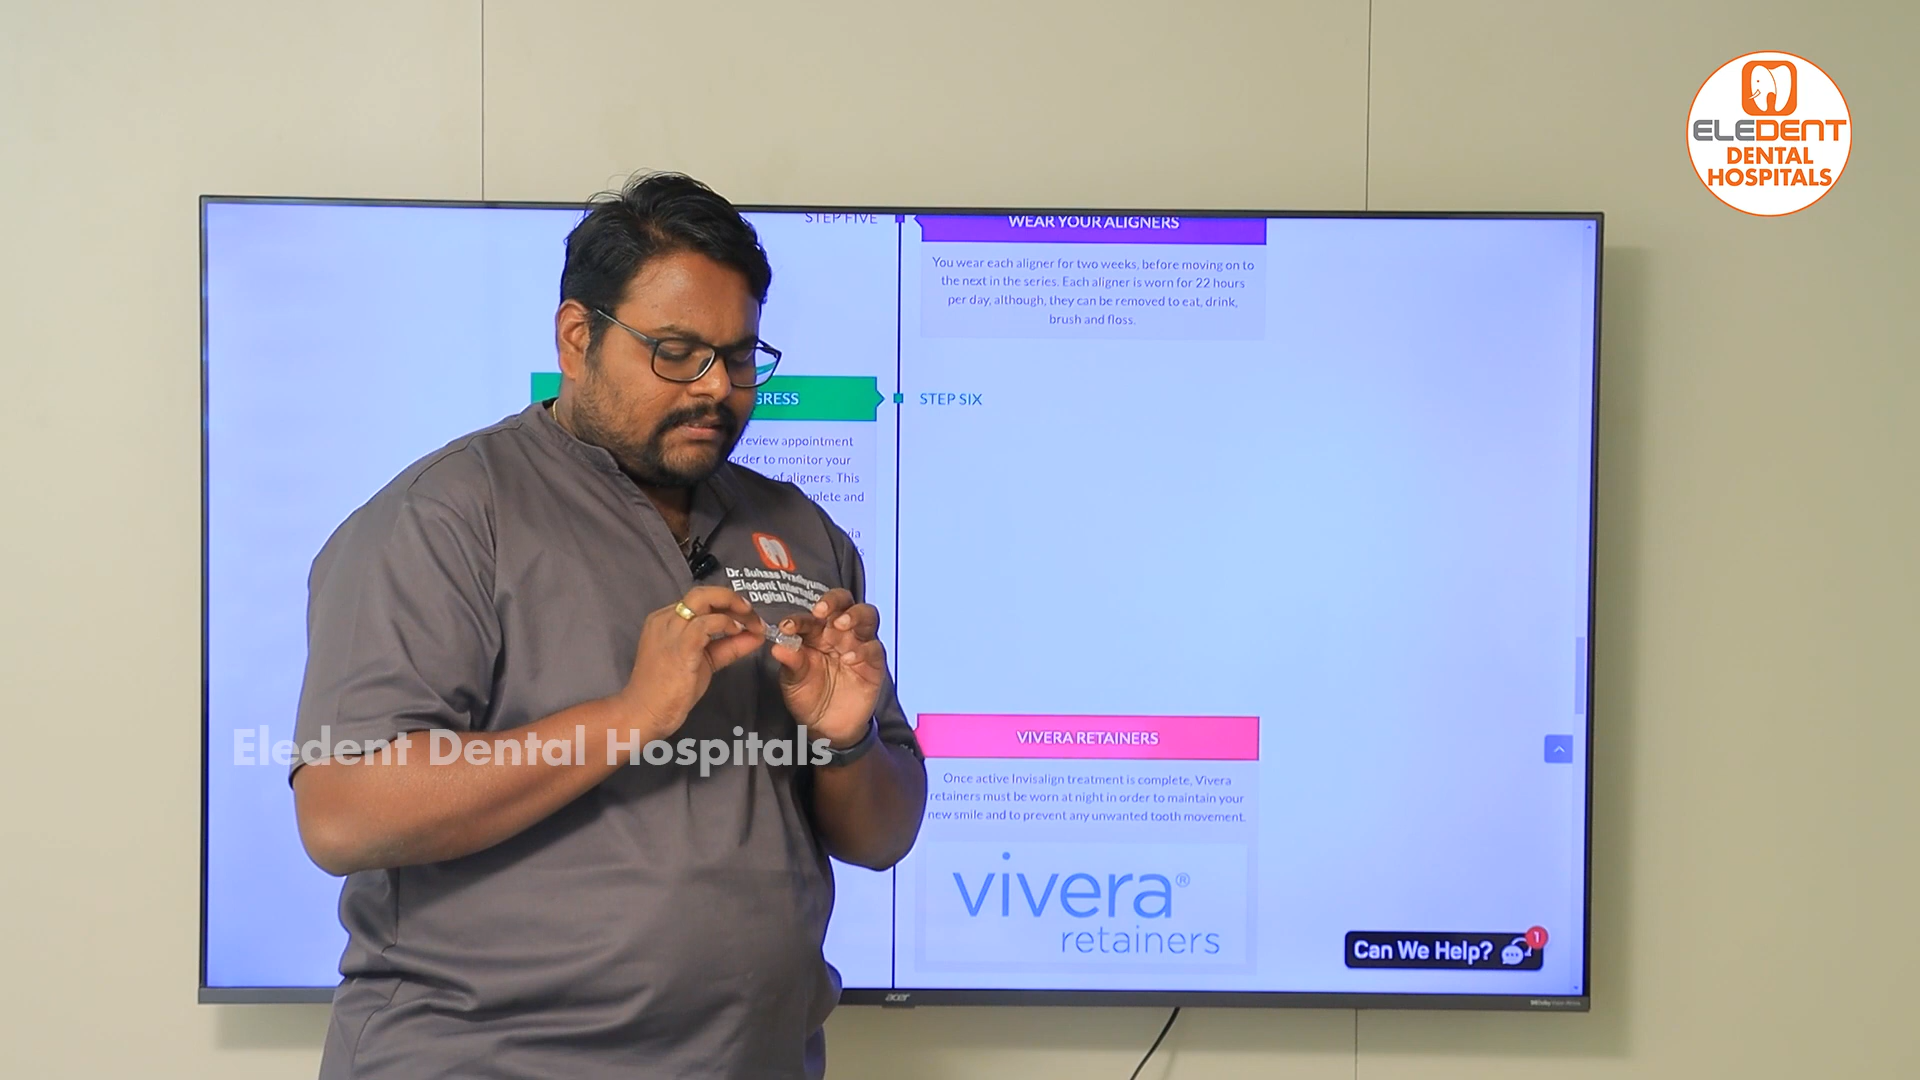 ELEDENT
DENTAL
HOSPITALS
STEP FIVE
WEAR YOUR ALIGNERS
You wear each aligner for two weeks, before moving on to
the next in the series. Each aligner is worn for 22 hours
per day, although, they can be removed to eat, drink,
brush and floss.
STEP SIX
review appointment
order to monitor your
of aligners. This
and
Dr. Suhaas
Eledent
Digital
Eledent Dental Hospitals
VIVERA RETAINERS
Once active Invisalign treatment is complete, Vivera
retainers must be worn at night in order to maintain your
new smile and to prevent any unwanted tooth movement.
vivera®
retainers
Can We Help?
1
acer